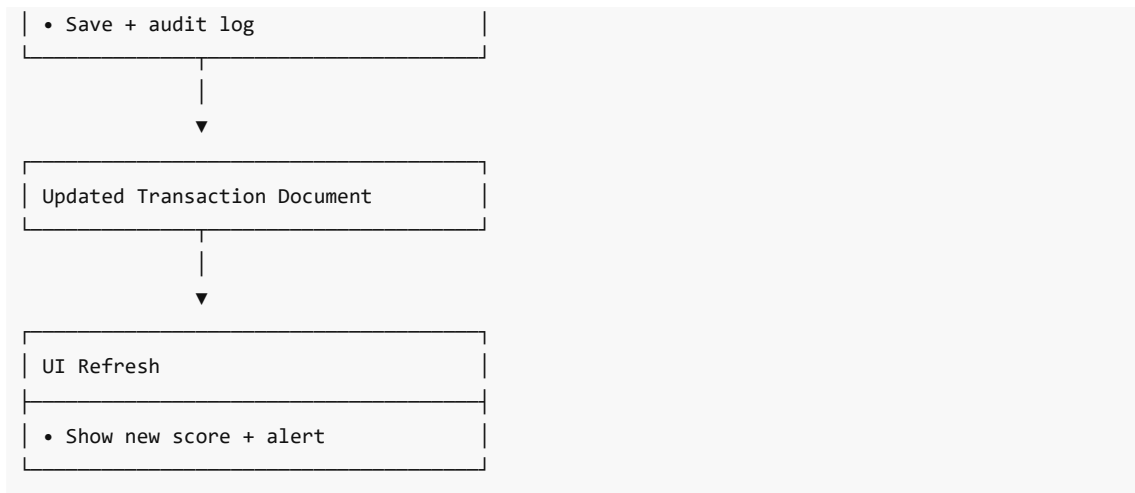 • Save + audit log
Updated Transaction Document
UI Refresh
• Show new score + alert